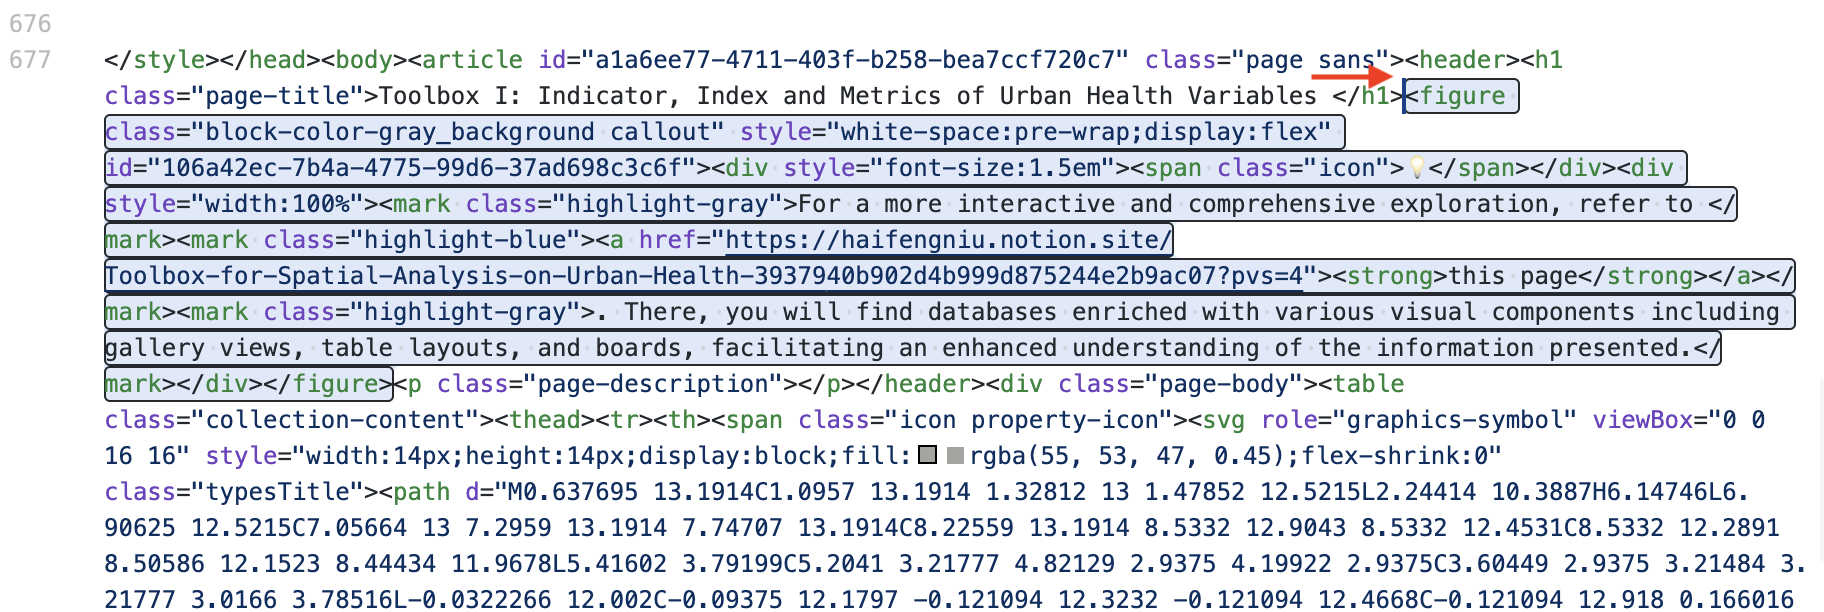 676
677 </style></head><body><article id="a1a6ee77-4711-403f-b258-bea7ccf720c7" class="page sans"><header><h1
class="page-title">Toolbox I: Indicator, Index and Metrics of Urban Health Variables </h1><figure
class="block-color-gray_background callout" style="white-space:pre-wrap;display:flex"
id="106a42ec-7b4a-4775-99d6-37ad698c3c6f"><div style="font-size:1.5em"><span class="icon">💡</span></div><div
style="width:100%"><mark class="highlight-gray">For a more interactive and comprehensive exploration, refer to </
mark><mark class="highlight-blue"><a href="https://haifengniu.notion.site/
Toolbox-for-Spatial-Analysis-on-Urban-Health-3937940b902d4b999d875244e2b9ac07?pvs=4"><strong>this page</strong></a></
mark><mark class="highlight-gray">. There, you will find databases enriched with various visual components including
gallery views, table layouts, and boards, facilitating an enhanced understanding of the information presented.</
mark></div></figure><p class="page-description"></p></header><div class="page-body"><table
class="collection-content"><thead><tr><th><span class="icon property-icon"><svg role="graphics-symbol" viewBox="0 0
16 16" style="width:14px;height:14px;display:block;fill:rgba(55, 53, 47, 0.45);flex-shrink:0"
class="typesTitle"><path d="M0.637695 13.1914C1.0957 13.1914 1.32812 13 1.47852 12.5215L2.24414 10.3887H6.14746L6.
90625 12.5215C7.05664 13 7.2959 13.1914 7.74707 13.1914C8.22559 13.1914 8.5332 12.9043 8.5332 12.4531C8.5332 12.2891
8.50586 12.1523 8.44434 11.9678L5.41602 3.79199C5.2041 3.21777 4.82129 2.9375 4.19922 2.9375C3.60449 2.9375 3.21484 3.
21777 3.0166 3.78516L-0.0322266 12.002C-0.09375 12.1797 -0.121094 12.3232 -0.121094 12.4668C-0.121094 12.918 0.166016